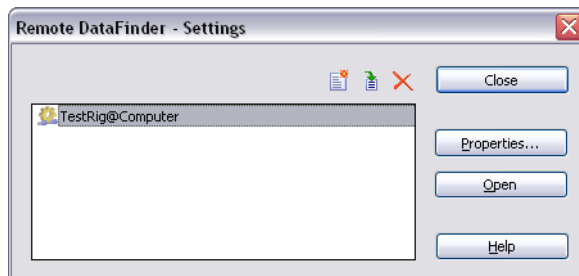 Remote DataFinder - Settings
Close
TestRig@Computer
Properties...
Open
Help